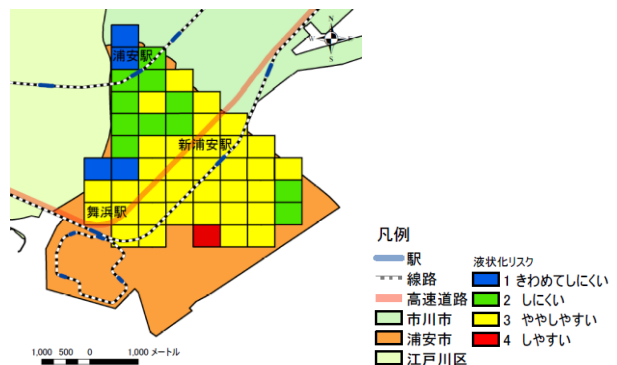 N
W E
S
浦安駅
新浦安駅
舞浜駅
1,000 500 0 1,000 メートル
凡例
駅
線路
高速道路
市川市
浦安市
江戸川区
液状化リスク
1 きわめてしにくい
2 しにくい
3 ややしやすい
4 しやすい